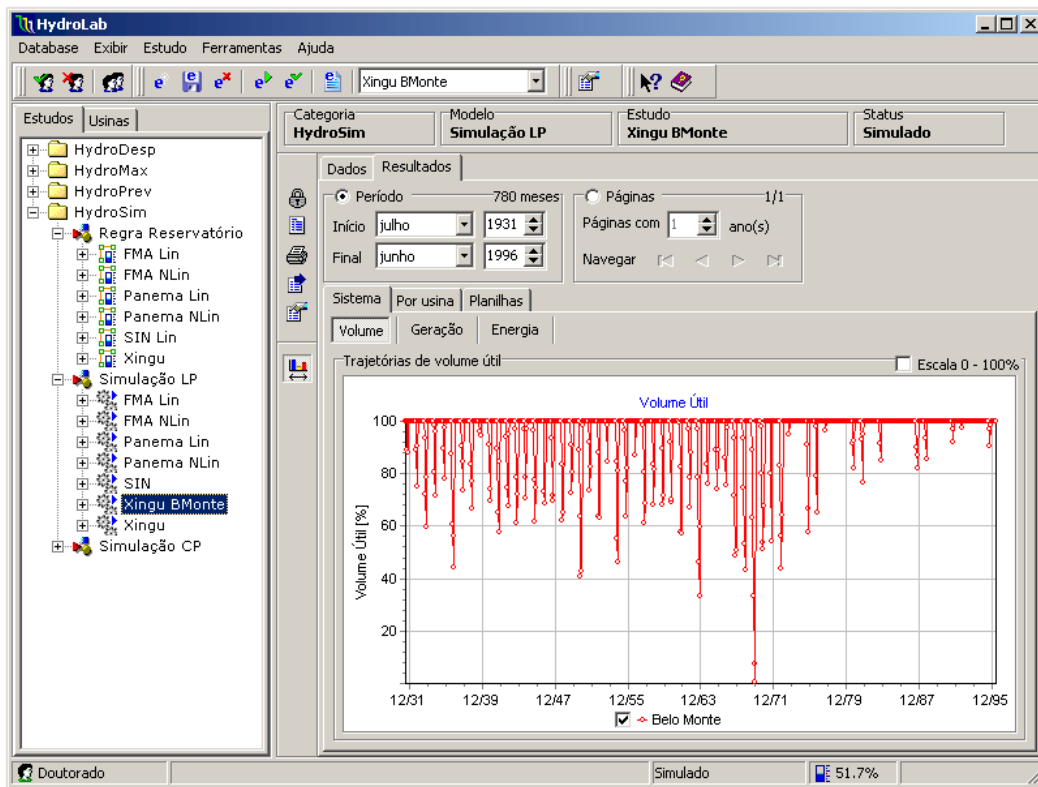 HydroLab
Database Exibir Estudo Ferramentas Ajuda
Xingu BMonte
Estudos Usinas
HydroDesp
HydroMax
HydroPrev
HydroSim
Regra Reservatório
FMA Lin
FMA NLin
Panema Lin
Panema NLin
SIN Lin
Xingu
Simulação LP
FMA Lin
FMA NLin
Panema Lin
Panema NLin
SIN
Xingu BMonte
Xingu
Simulação CP
Categoria Modelo Estudo Status
HydroSim Simulação LP Xingu BMonte Simulado
Dados Resultados
Período 780 meses Páginas 1/1
Início julho 1931 Páginas com 1 ano(s)
Final junho 1996 Navegar
Sistema Por usina Planilhas
Volume Geração Energia
Trajetórias de volume útil Escala 0 - 100%
Volume Útil
Volume Útil [%]
100
80
60
40
20
12/31 12/39 12/47 12/55 12/63 12/71 12/79 12/87 12/95
Belo Monte
Doutorado Simulado 51.7%